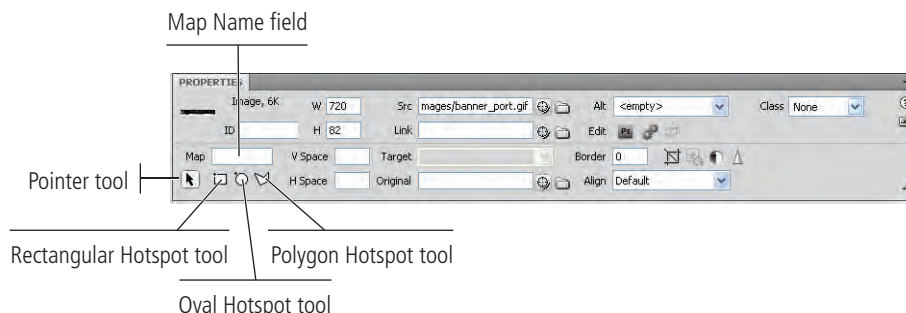 Map Name field
PROPERTIES
Image, 6K
W 720
Src mages/banner_port.gif
Alt <empty>
Class None
ID
H 82
Link
Edit Ps
Map
V Space
Target
Border 0
Pointer tool
H Space
Original
Align Default
Rectangular Hotspot tool
Polygon Hotspot tool
Oval Hotspot tool